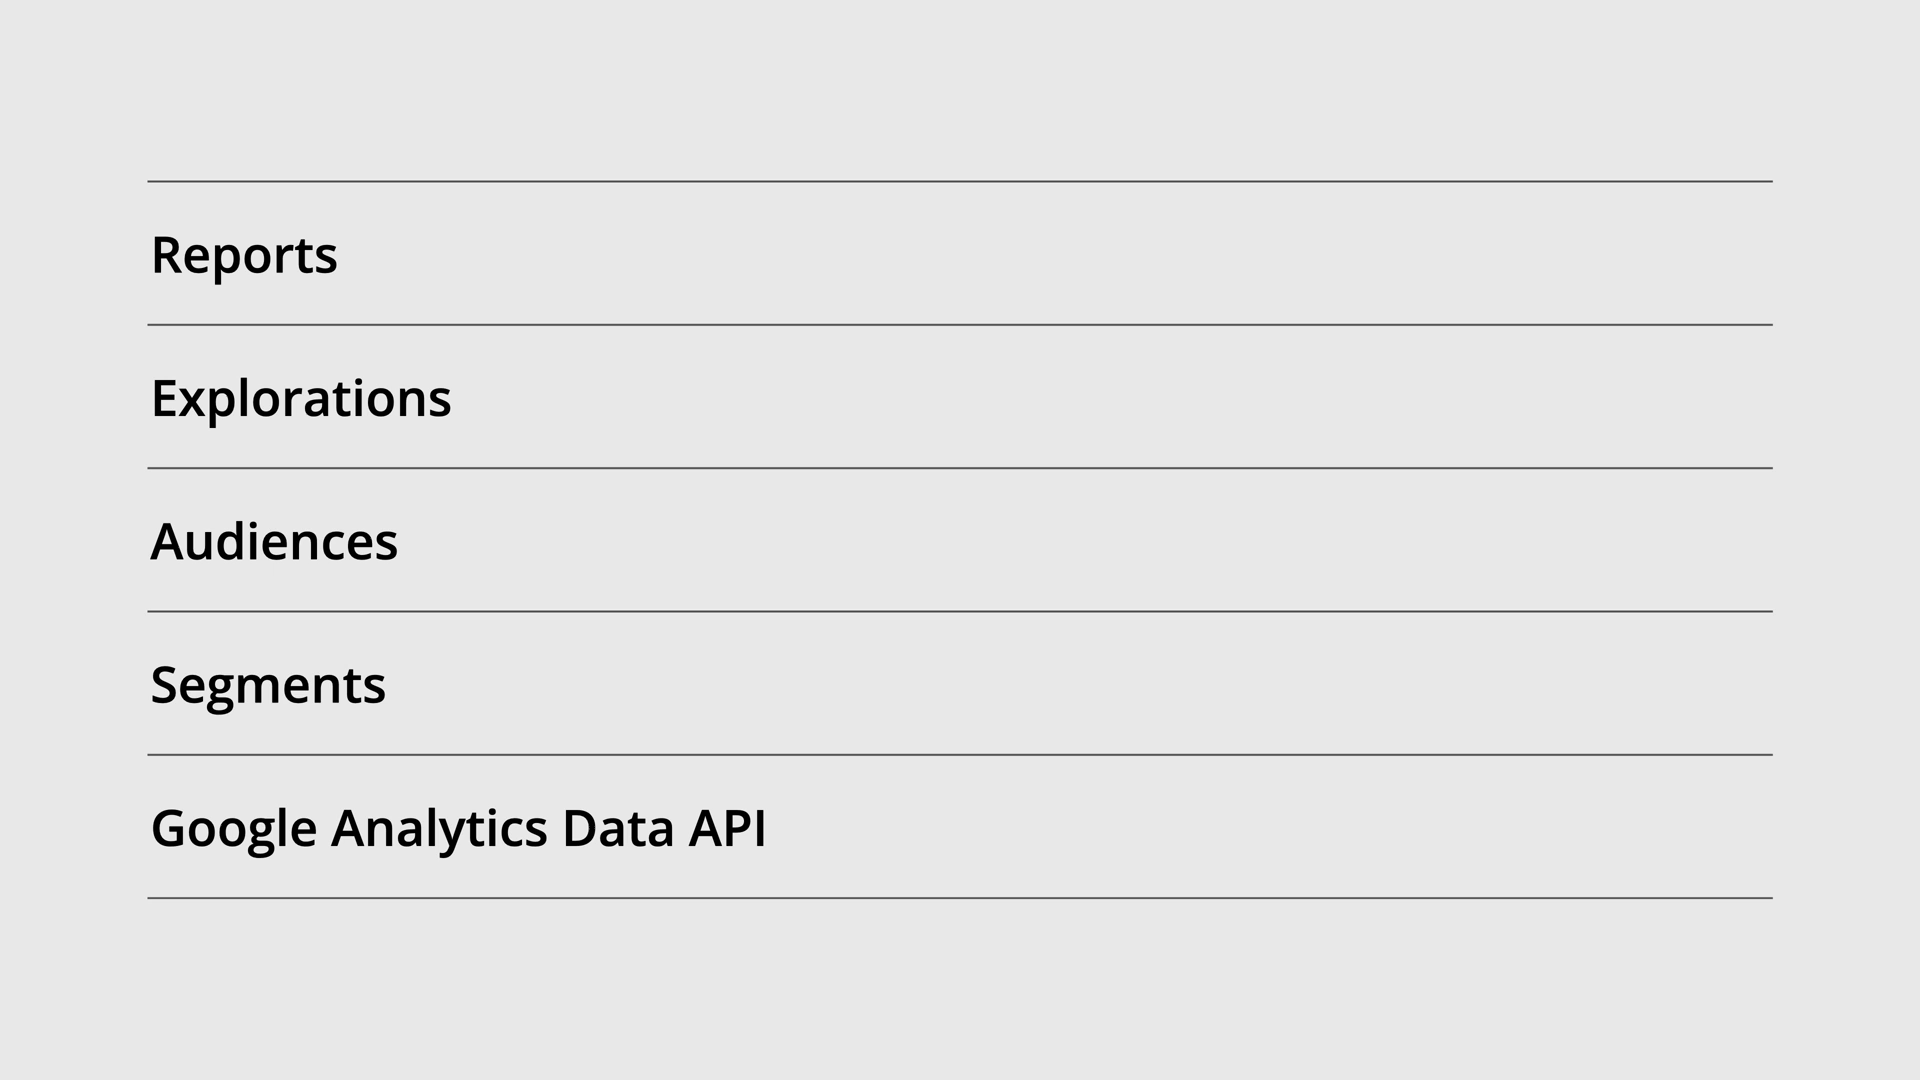 Reports
Explorations
Audiences
Segments
Google Analytics Data API